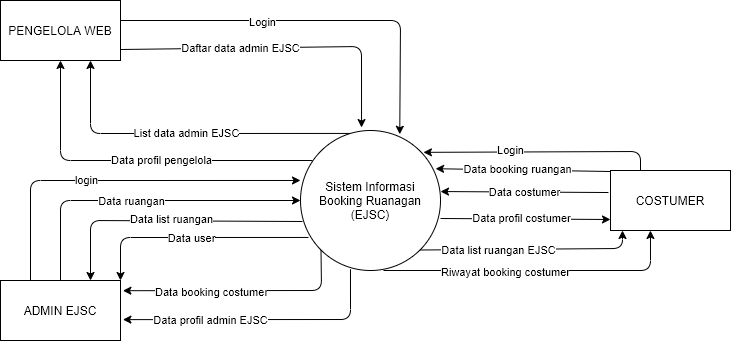 Login
PENGELOLA WEB
Daftar data admin EJSC
List data admin EJSC
Data profil pengelola
Login
Data booking ruangan
login
Sistem Informasi
Booking Ruanagan
(EJSC)
Data costumer
COSTUMER
Data ruangan
Data list ruangan
Data profil costumer
Data user
Data list ruangan EJSC
Riwayat booking costumer
Data booking costumer
ADMIN EJSC
Data profil admin EJSC